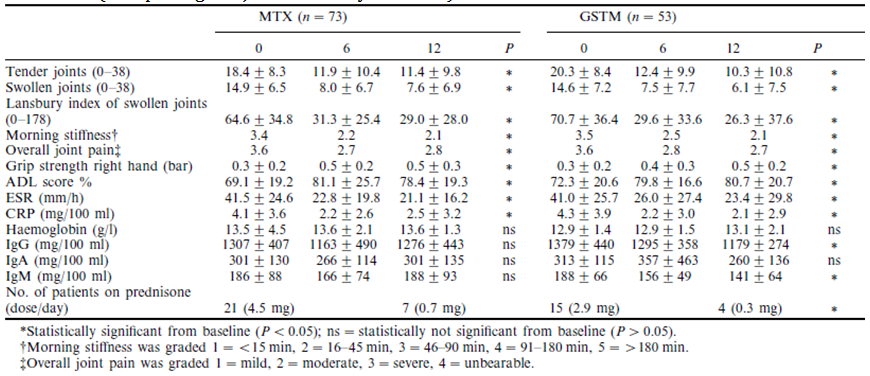 MTX (n = 73) GSTM (n = 53)
0 6 12 P 0 6 12 P
Tender joints (0–38) 18.4 ± 8.3 11.9 ± 10.4 11.4 ± 9.8 * 20.3 ± 8.4 12.4 ± 9.9 10.3 ± 10.8 *
Swollen joints (0–38) 14.9 ± 6.5 8.0 ± 6.7 7.6 ± 6.9 * 14.6 ± 7.2 7.5 ± 7.7 6.1 ± 7.5 *
Lansbury index of swollen joints
(0–178) 64.6 ± 34.8 31.3 ± 25.4 29.0 ± 28.0 * 70.7 ± 36.4 29.6 ± 33.6 26.3 ± 37.6 *
Morning stiffness† 3.4 2.2 2.1 * 3.5 2.5 2.1 *
Overall joint pain‡ 3.6 2.7 2.8 * 3.6 2.8 2.7 *
Grip strength right hand (bar) 0.3 ± 0.2 0.5 ± 0.2 0.5 ± 0.3 * 0.3 ± 0.2 0.4 ± 0.3 0.5 ± 0.2 *
ADL score % 69.1 ± 19.2 81.1 ± 25.7 78.4 ± 19.3 * 72.3 ± 20.6 79.8 ± 16.6 80.7 ± 20.7 *
ESR (mm/h) 41.5 ± 24.6 22.8 ± 19.8 21.1 ± 16.2 * 41.0 ± 25.7 26.0 ± 27.4 23.4 ± 29.8 *
CRP (mg/100 ml) 4.1 ± 3.6 2.2 ± 2.6 2.5 ± 3.2 * 4.3 ± 3.9 2.2 ± 3.0 2.1 ± 2.9 *
Haemoglobin (g/l) 13.5 ± 4.5 13.6 ± 2.1 13.6 ± 1.3 ns 12.9 ± 1.4 12.9 ± 1.5 13.1 ± 2.1 ns
IgG (mg/100 ml) 1307 ± 407 1163 ± 490 1276 ± 443 ns 1379 ± 440 1295 ± 358 1179 ± 274 *
IgA (mg/100 ml) 301 ± 130 266 ± 114 301 ± 135 ns 313 ± 115 357 ± 463 260 ± 136 ns
IgM (mg/100 ml) 186 ± 88 166 ± 74 188 ± 93 ns 188 ± 66 156 ± 49 141 ± 64 *
No. of patients on prednisone
(dose/day) 21 (4.5 mg) 7 (0.7 mg) 15 (2.9 mg) 4 (0.3 mg) *
*Statistically significant from baseline (P < 0.05); ns = statistically not significant from baseline (P > 0.05).
†Morning stiffness was graded 1 = <15 min, 2 = 16–45 min, 3 = 46–90 min, 4 = 91–180 min, 5 = >180 min.
‡Overall joint pain was graded 1 = mild, 2 = moderate, 3 = severe, 4 = unbearable.